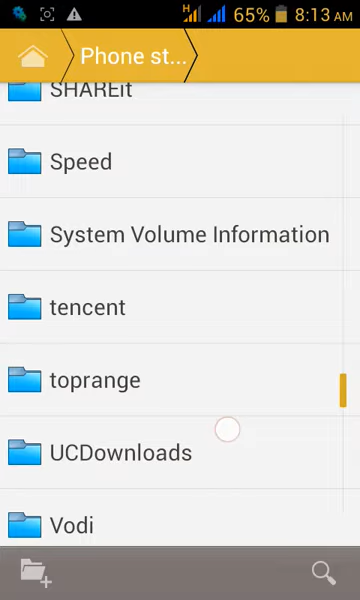 H 65% 8:13 AM
Phone st...
SHAREit
Speed
System Volume Information
tencent
toprange
UCDownloads
Vodi